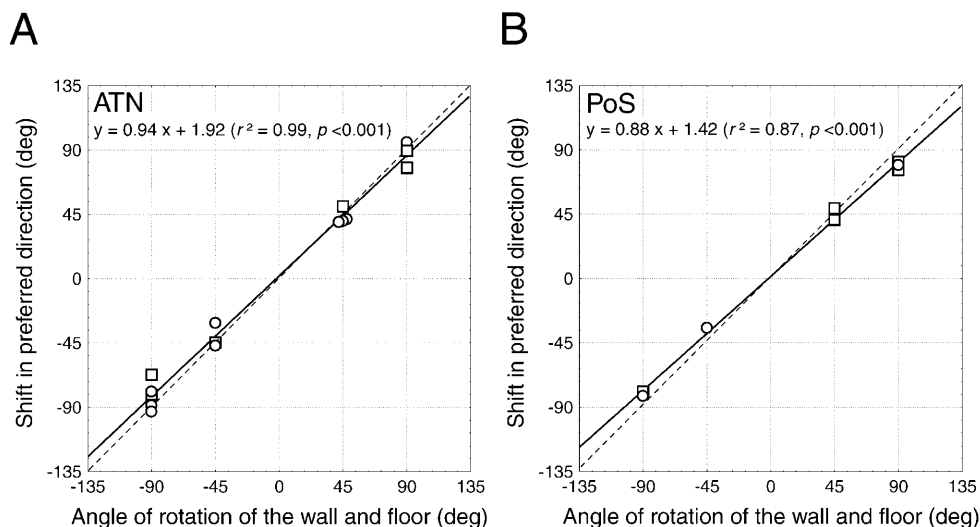 A
135
ATN
y = 0.94 x + 1.92 (r² = 0.99, p <0.001)
90
45
0
-45
-90
-135
-135 -90 -45 0 45 90 135
Shift in preferred direction (deg)
Angle of rotation of the wall and floor (deg)
B
135
PoS
y = 0.88 x + 1.42 (r² = 0.87, p <0.001)
90
45
0
-45
-90
-135
-135 -90 -45 0 45 90 135
Shift in preferred direction (deg)
Angle of rotation of the wall and floor (deg)